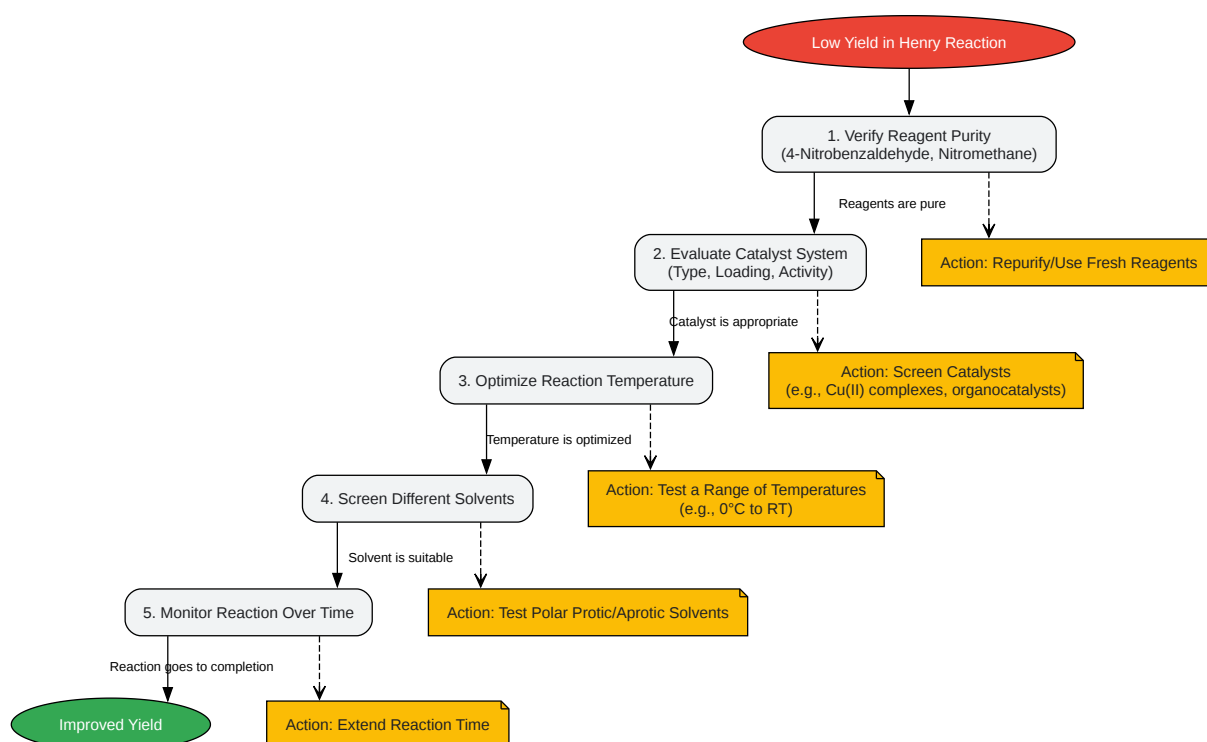 Low Yield in Henry Reaction
1. Verify Reagent Purity
(4-Nitrobenzaldehyde, Nitromethane)
Reagents are pure
2. Evaluate Catalyst System
(Type, Loading, Activity)
Action: Repurify/Use Fresh Reagents
Catalyst is appropriate
3. Optimize Reaction Temperature
Action: Screen Catalysts
(e.g., Cu(II) complexes, organocatalysts)
Temperature is optimized
4. Screen Different Solvents
Action: Test a Range of Temperatures
(e.g., 0°C to RT)
Solvent is suitable
5. Monitor Reaction Over Time
Action: Test Polar Protic/Aprotic Solvents
Reaction goes to completion
Improved Yield
Action: Extend Reaction Time